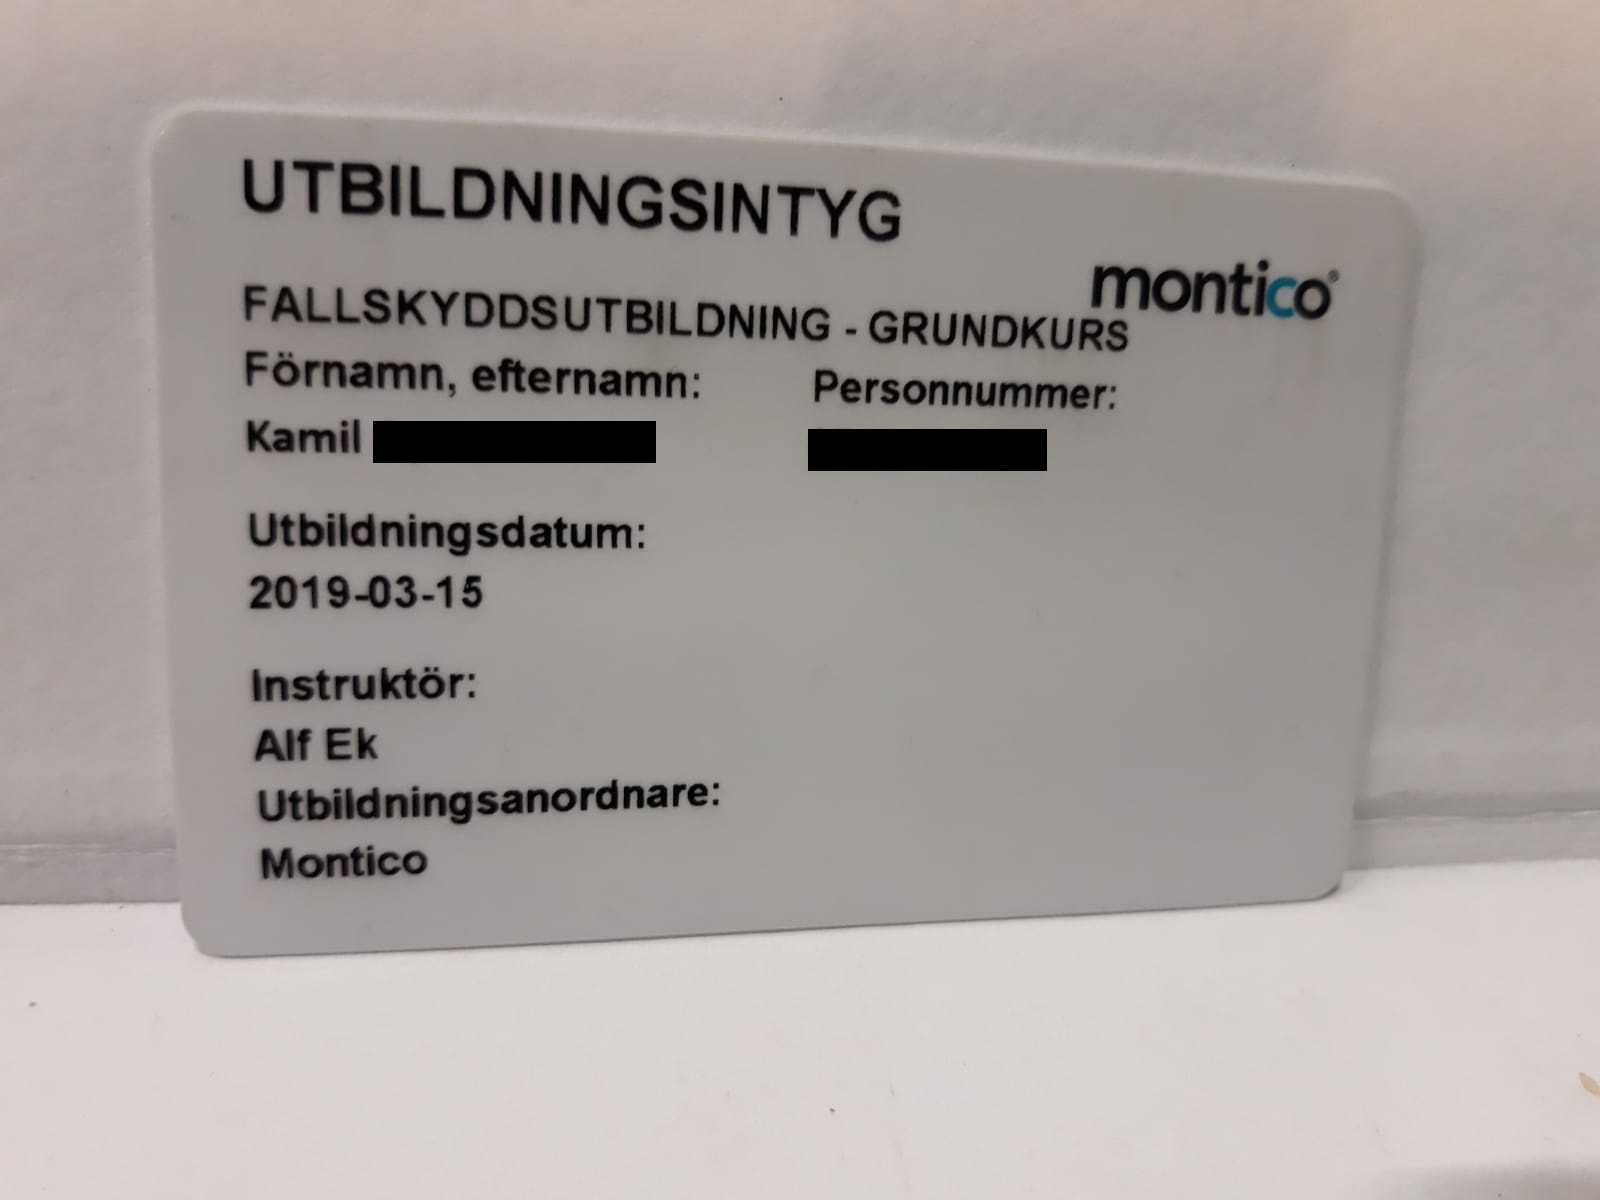 UTBILDNINGSINTYG
montico®
FALLSKYDDSUTBILDNING - GRUNDKURS
Förnamn, efternamn: Personnummer:
Kamil
Utbildningsdatum:
2019-03-15
Instruktör:
Alf Ek
Utbildningsanordnare:
Montico